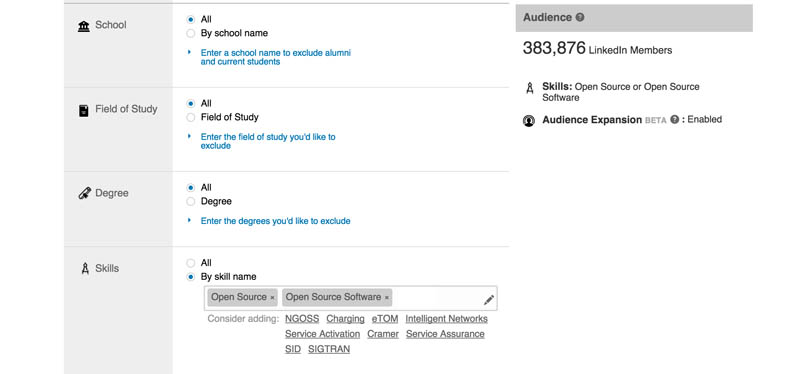 School
All
By school name
Enter a school name to exclude alumni
and current students
Field of Study
All
Field of Study
Enter the field of study you'd like to
exclude
Degree
All
Degree
Enter the degrees you'd like to exclude
Skills
All
By skill name
Open Source × Open Source Software ×
Consider adding: NGOSS Charging eTOM Intelligent Networks
Service Activation Cramer Service Assurance
SID SIGTRAN
Audience ?
383,876 LinkedIn Members
Skills: Open Source or Open Source
Software
Audience Expansion BETA ? : Enabled